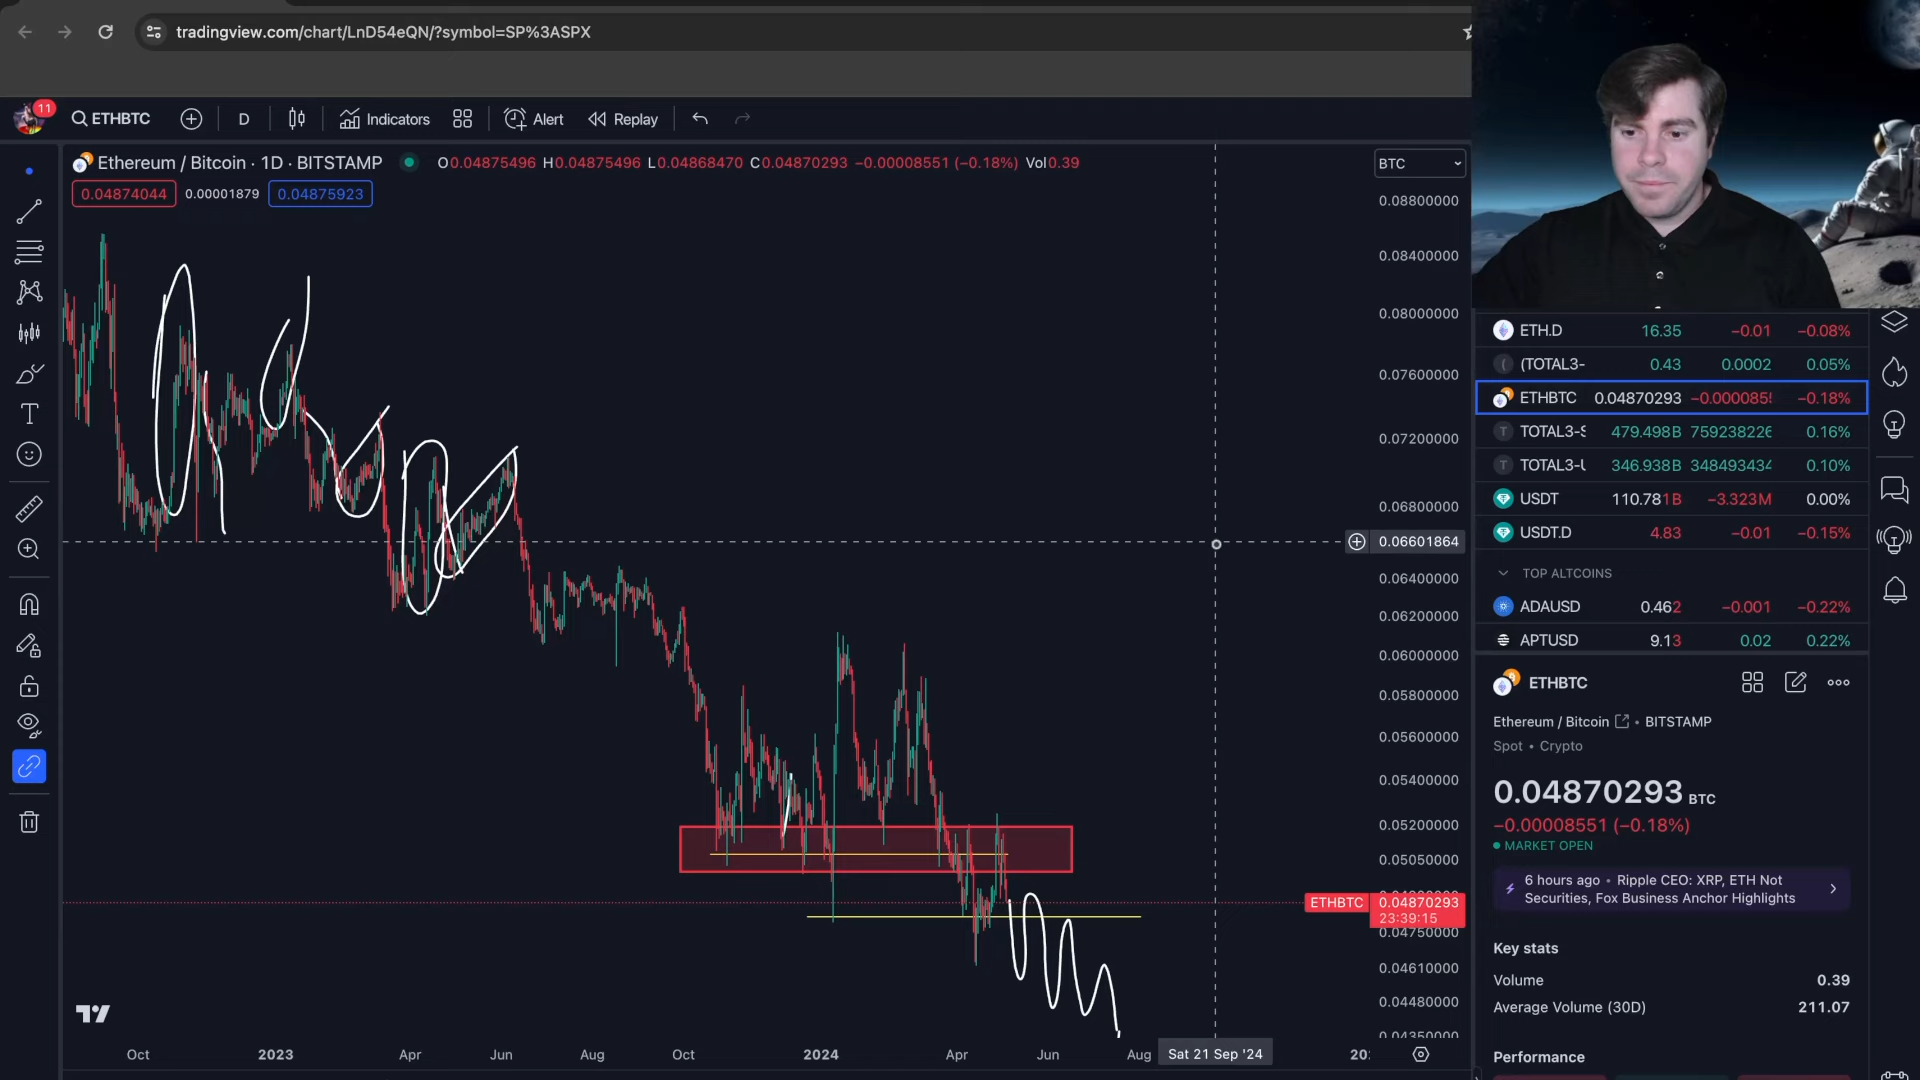 tradingview.com/chart/LnD54eQN/?symbol=SP%3ASPX
11
ETHBTC
D
Indicators
Alert
Replay
Ethereum / Bitcoin · 1D · BITSTAMP
O0.04875496 H0.04875496 L0.04868470 C0.04870293 −0.00008551 (−0.18%) Vol0.39
0.04874044 0.00001879 0.04875923
BTC
0.08800000
0.08400000
0.08000000
0.07600000
0.07200000
0.06800000
0.06601864
0.06400000
0.06200000
0.06000000
0.05800000
0.05600000
0.05400000
0.05200000
0.05050000
ETHBTC 0.04870293
23:39:15
0.04750000
0.04610000
0.04480000
0.04350000
Oct 2023 Apr Jun Aug Oct 2024 Apr Jun Aug Sat 21 Sep '24
ETH.D 16.35 −0.01 −0.08%
(TOTAL3- 0.43 0.0002 0.05%
ETHBTC 0.04870293 −0.000085 −0.18%
TOTAL3-S 479.498B 759238226 0.16%
TOTAL3-U 346.938B 348493434 0.10%
USDT 110.781B −3.323M 0.00%
USDT.D 4.83 −0.01 −0.15%
TOP ALTCOINS
ADAUSD 0.462 −0.001 −0.22%
APTUSD 9.13 0.02 0.22%
ETHBTC
Ethereum / Bitcoin • BITSTAMP
Spot • Crypto
0.04870293 BTC
−0.00008551 (−0.18%)
MARKET OPEN
6 hours ago • Ripple CEO: XRP, ETH Not
Securities, Fox Business Anchor Highlights
Key stats
Volume 0.39
Average Volume (30D) 211.07
Performance